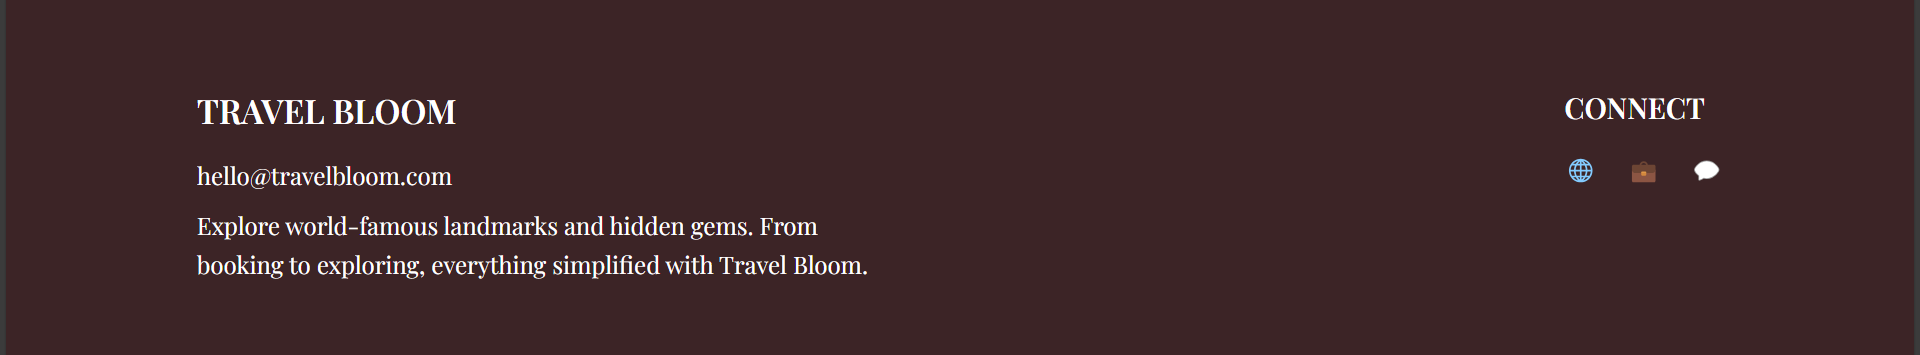 TRAVEL BLOOM
hello@travelbloom.com
Explore world-famous landmarks and hidden gems. From
booking to exploring, everything simplified with Travel Bloom.
CONNECT